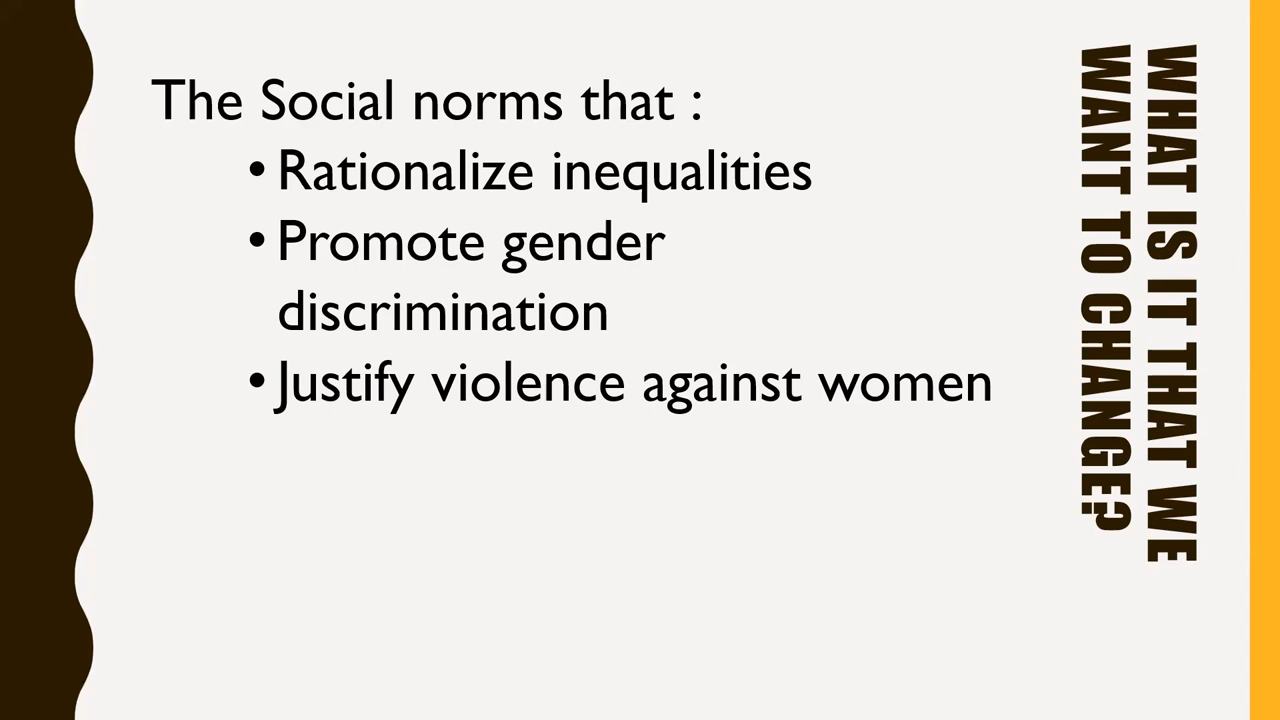 WHAT IS IT THAT WE
WANT TO CHANGE?
The Social norms that :
• Rationalize inequalities
• Promote gender
discrimination
• Justify violence against women